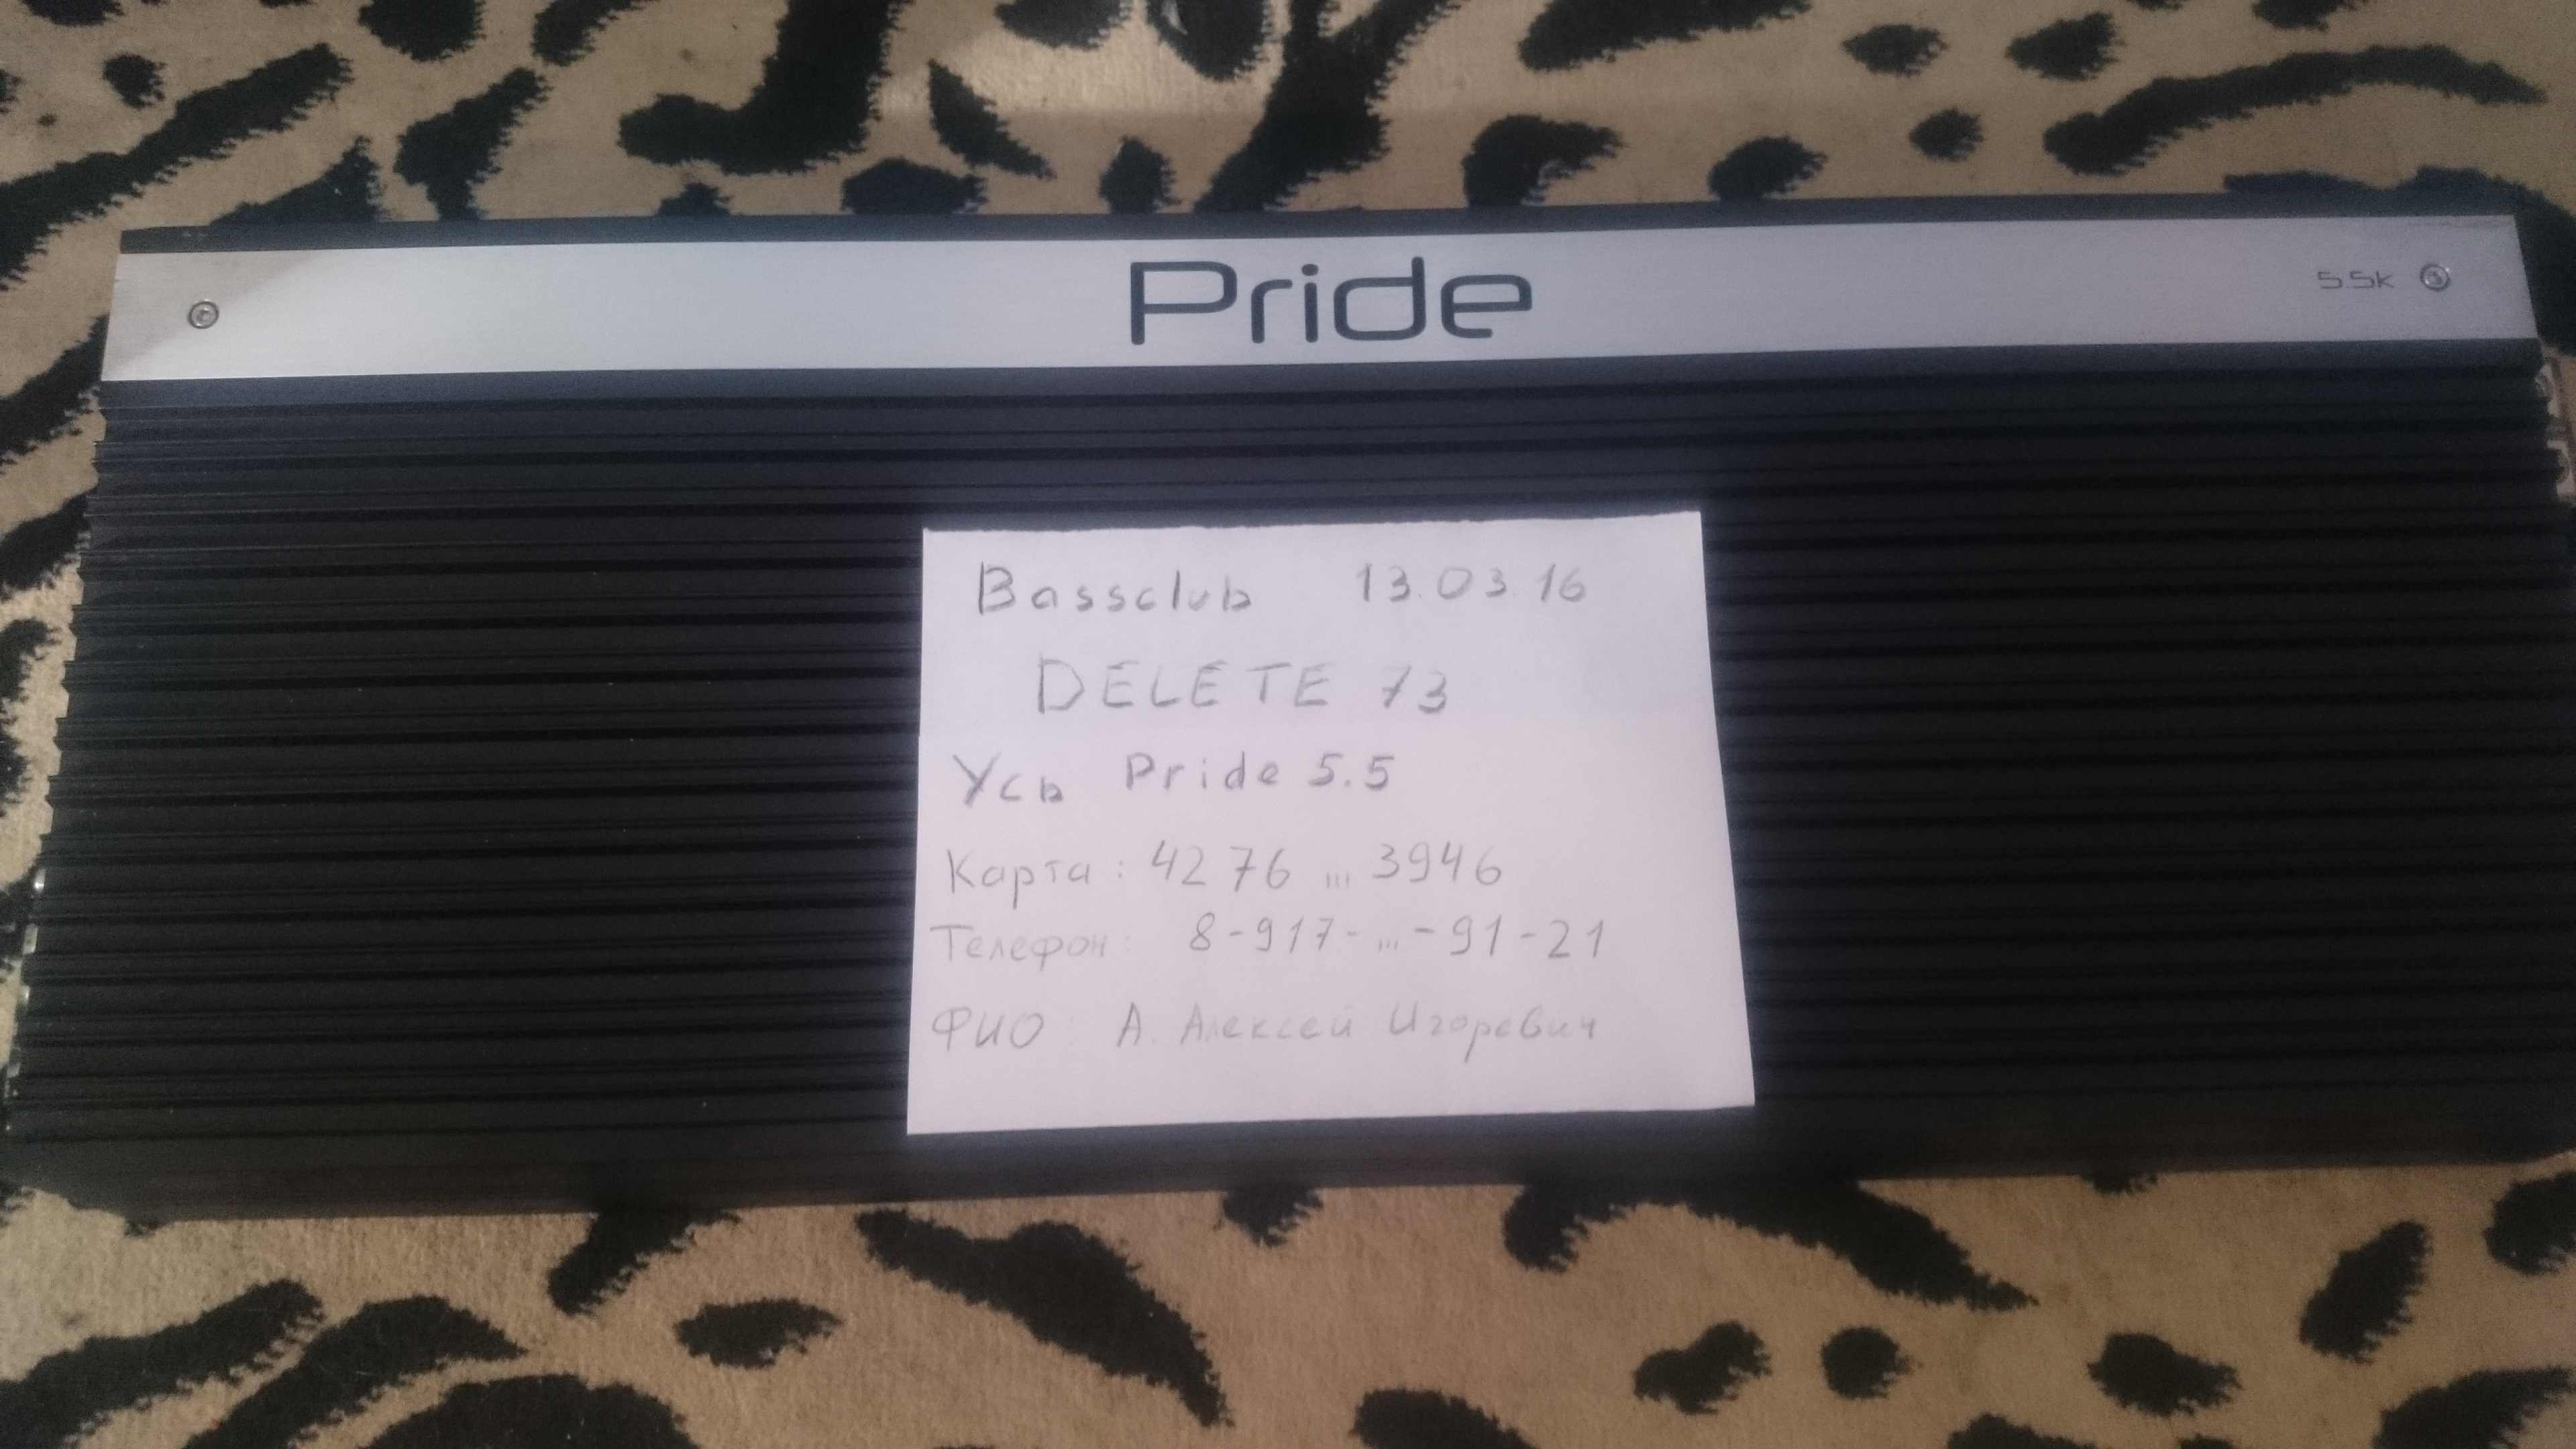 Pride
5.5k
Bassclub 13.03.16
DELETE 73
Усь Pride 5.5
Карта: 4276 ... 3946
Телефон: 8-917-...-91-21
ФИО: А. Алексей Игоревич